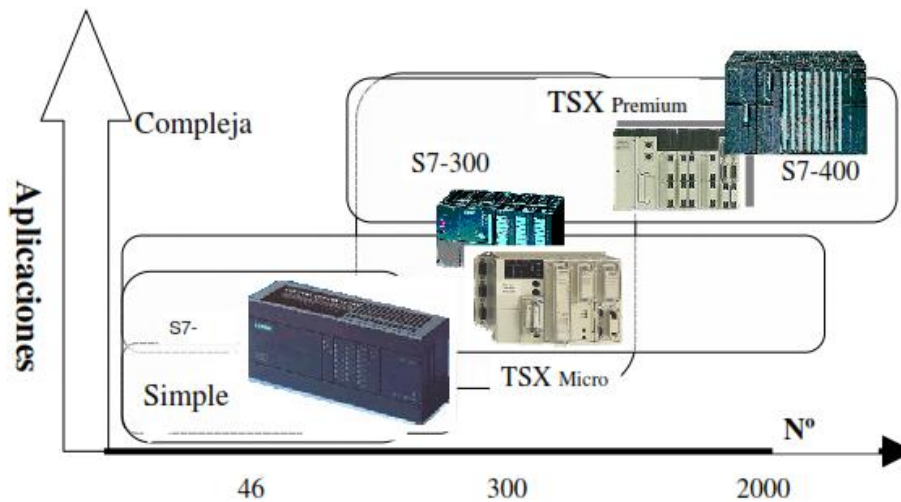 TSX Premium
Compleja
S7-300
S7-400
Aplicaciones
S7-
TSX Micro
Simple
Nº
46
300
2000